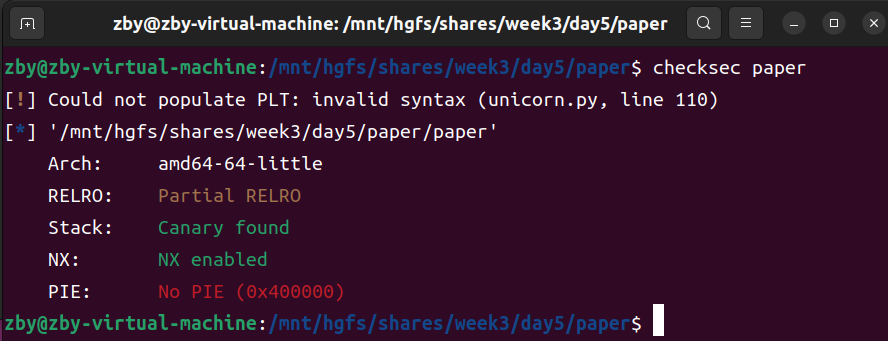 zby@zby-virtual-machine: /mnt/hgfs/shares/week3/day5/paper
zby@zby-virtual-machine:/mnt/hgfs/shares/week3/day5/paper$ checksec paper
[!] Could not populate PLT: invalid syntax (unicorn.py, line 110)
[*] '/mnt/hgfs/shares/week3/day5/paper/paper'
    Arch:     amd64-64-little
    RELRO:    Partial RELRO
    Stack:    Canary found
    NX:       NX enabled
    PIE:      No PIE (0x400000)
zby@zby-virtual-machine:/mnt/hgfs/shares/week3/day5/paper$